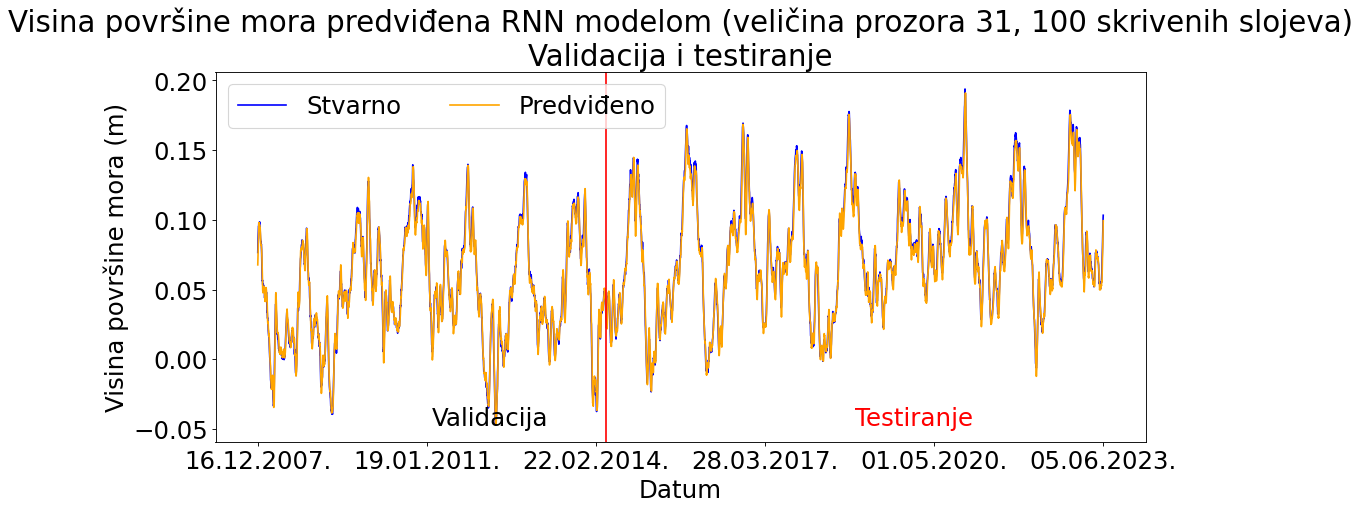 Visina površine mora predviđena RNN modelom (veličina prozora 31, 100 skrivenih slojeva)
Validacija i testiranje
Stvarno
Predviđeno
Visina površine mora (m)
0.20
0.15
0.10
0.05
0.00
−0.05
Validacija
Testiranje
16.12.2007.
19.01.2011.
22.02.2014.
28.03.2017.
01.05.2020.
05.06.2023.
Datum